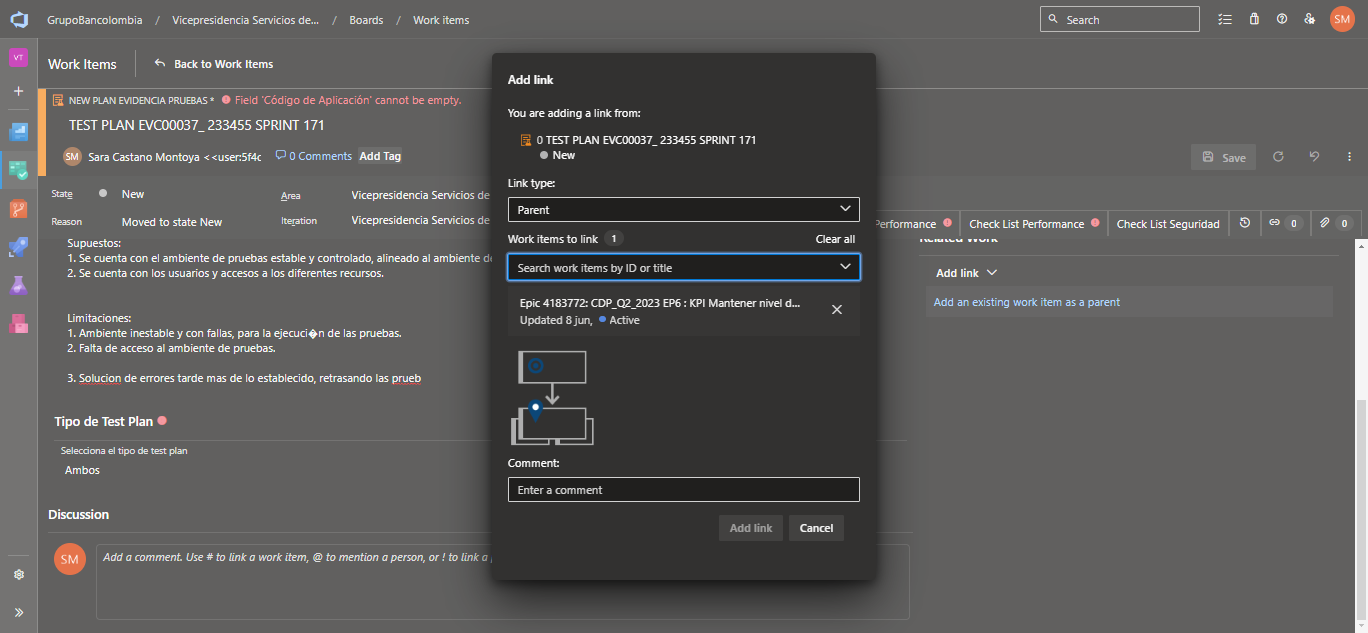 GrupoBancolombia / Vicepresidencia Servicios de... / Boards / Work items
Search
SM
VT
Work Items
Back to Work Items
NEW PLAN EVIDENCIA PRUEBAS * Field 'Código de Aplicación' cannot be empty.
TEST PLAN EVC00037_ 233455 SPRINT 171
SM Sara Castano Montoya <<user:5f4c 0 Comments Add Tag
Save
State New Area Vicepresidencia Servicios de
Reason Moved to state New Iteration Vicepresidencia Servicios de
Performance Check List Performance Check List Seguridad 0 0
Supuestos:
1. Se cuenta con el ambiente de pruebas estable y controlado, alineado al ambiente de
2. Se cuenta con los usuarios y accesos a los diferentes recursos.
Limitaciones:
1. Ambiente inestable y con fallas, para la ejecuci�n de las pruebas.
2. Falta de acceso al ambiente de pruebas.
3. Solucion de errores tarde mas de lo establecido, retrasando las prueb
Tipo de Test Plan
Selecciona el tipo de test plan
Ambos
Discussion
SM
Add a comment. Use # to link a work item, @ to mention a person, or ! to link a
Add link
You are adding a link from:
0 TEST PLAN EVC00037_ 233455 SPRINT 171
New
Link type:
Parent
Work items to link 1 Clear all
Search work items by ID or title
Epic 4183772: CDP_Q2_2023 EP6 : KPI Mantener nivel d...
Updated 8 jun, Active
Comment:
Enter a comment
Add link Cancel
Related Work
Add link
Add an existing work item as a parent